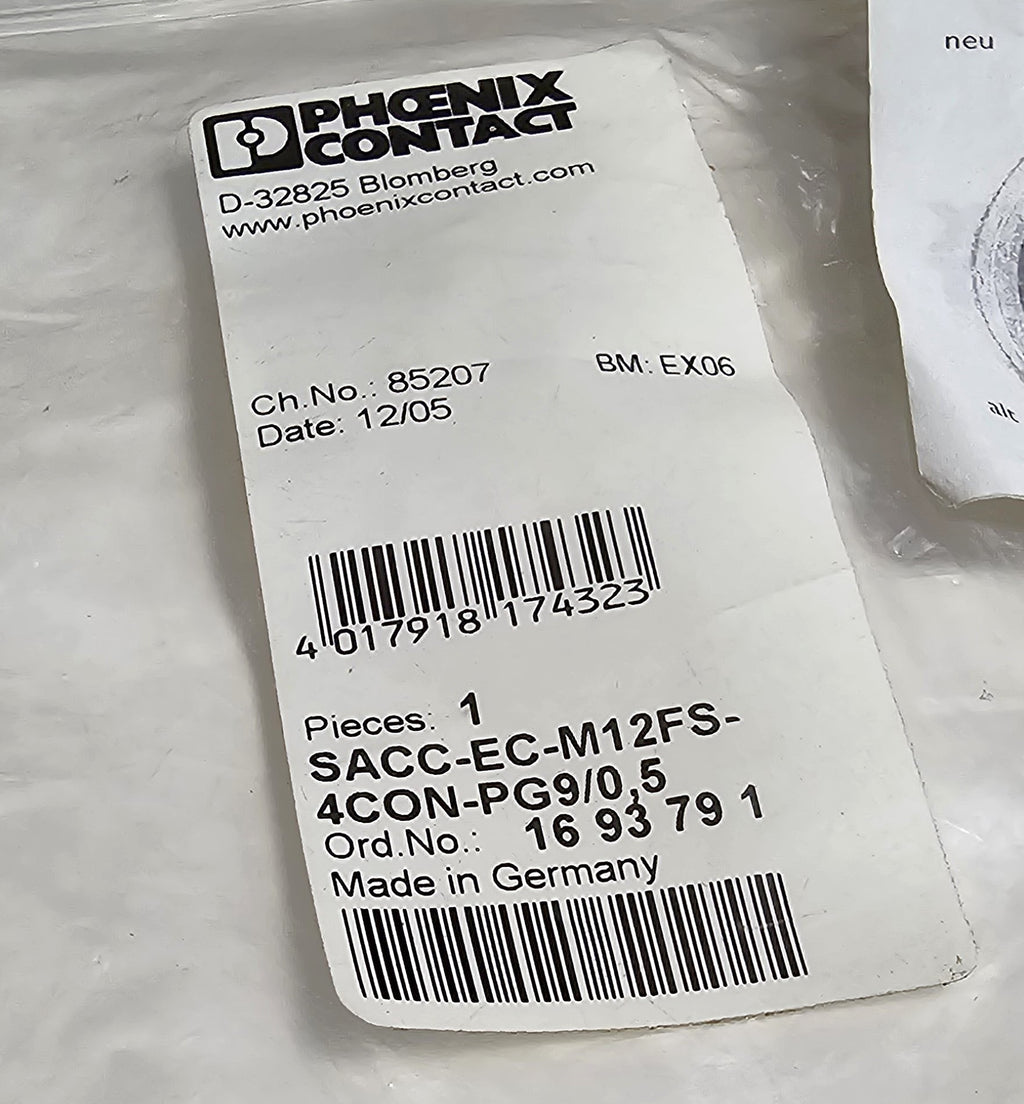 PHŒNIX
CONTACT
D-32825 Blomberg
www.phoenixcontact.com
Ch.No.: 85207
BM: EX06
Date: 12/05
4 017918 174323
Pieces: 1
SACC-EC-M12FS-
4CON-PG9/0,5
Ord.No.: 16 93 79 1
Made in Germany
neu
alt